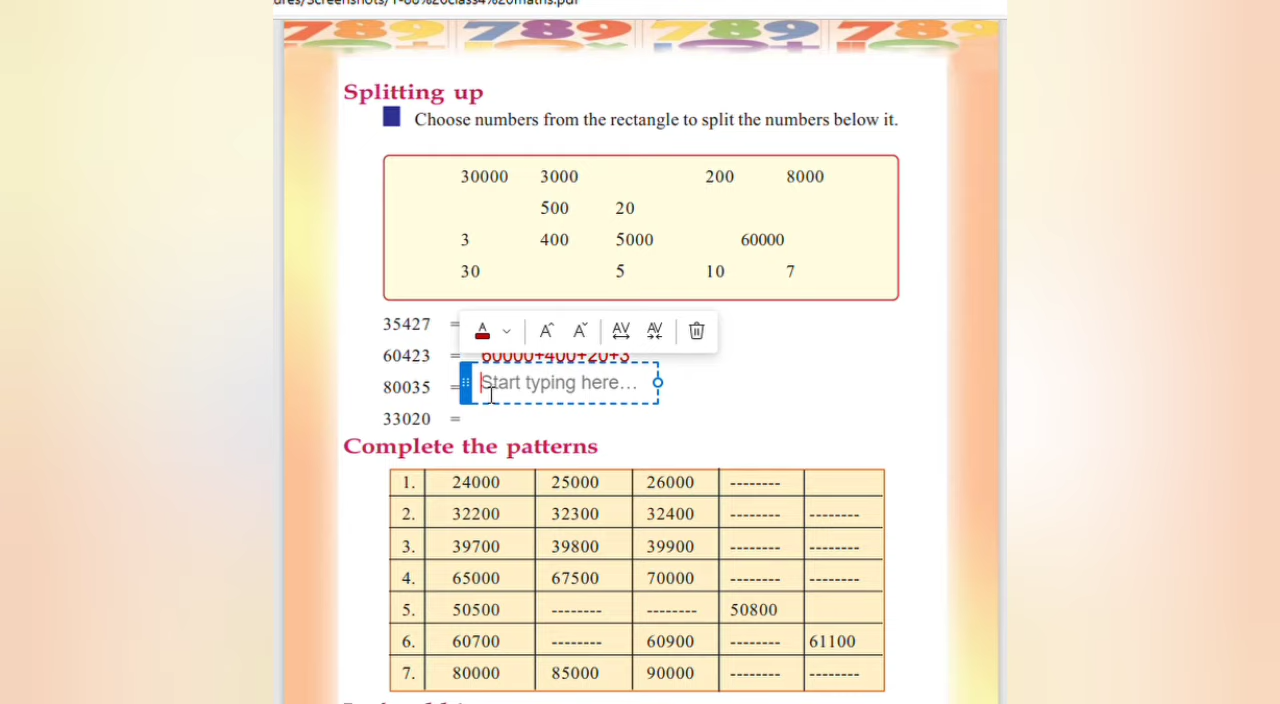 Splitting up
Choose numbers from the rectangle to split the numbers below it.
30000 3000 200 8000
500 20
3 400 5000 60000
30 5 10 7
35427 =
60423 = 60000+400+20+3
80035 = Start typing here...
33020 =
Complete the patterns
1. 24000 25000 26000 --------
2. 32200 32300 32400 -------- --------
3. 39700 39800 39900 -------- --------
4. 65000 67500 70000 -------- --------
5. 50500 -------- -------- 50800
6. 60700 -------- 60900 -------- 61100
7. 80000 85000 90000 -------- --------